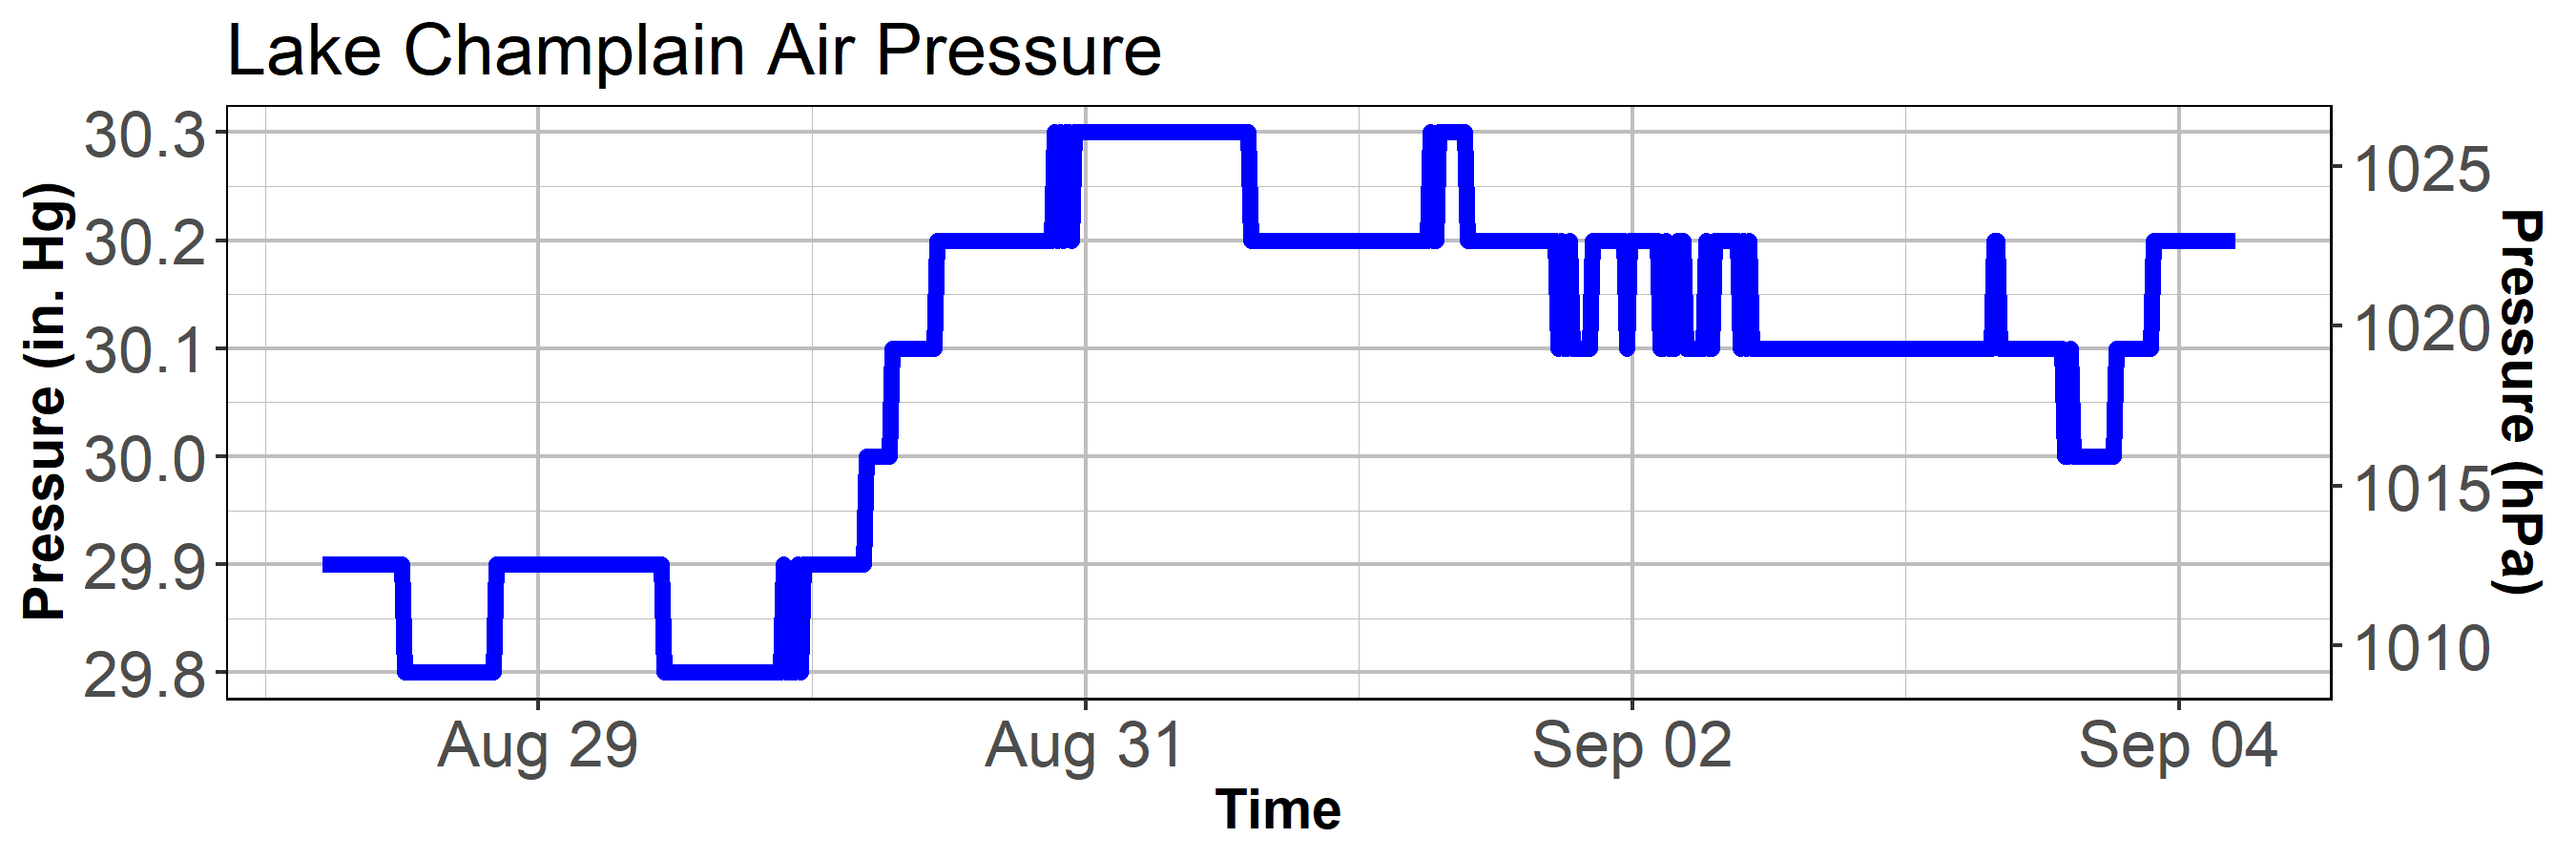 Lake Champlain Air Pressure
Pressure (in. Hg)
30.3
30.2
30.1
30.0
29.9
29.8
1025
1020
1015
1010
Pressure (hPa)
Aug 29 Aug 31 Sep 02 Sep 04
Time